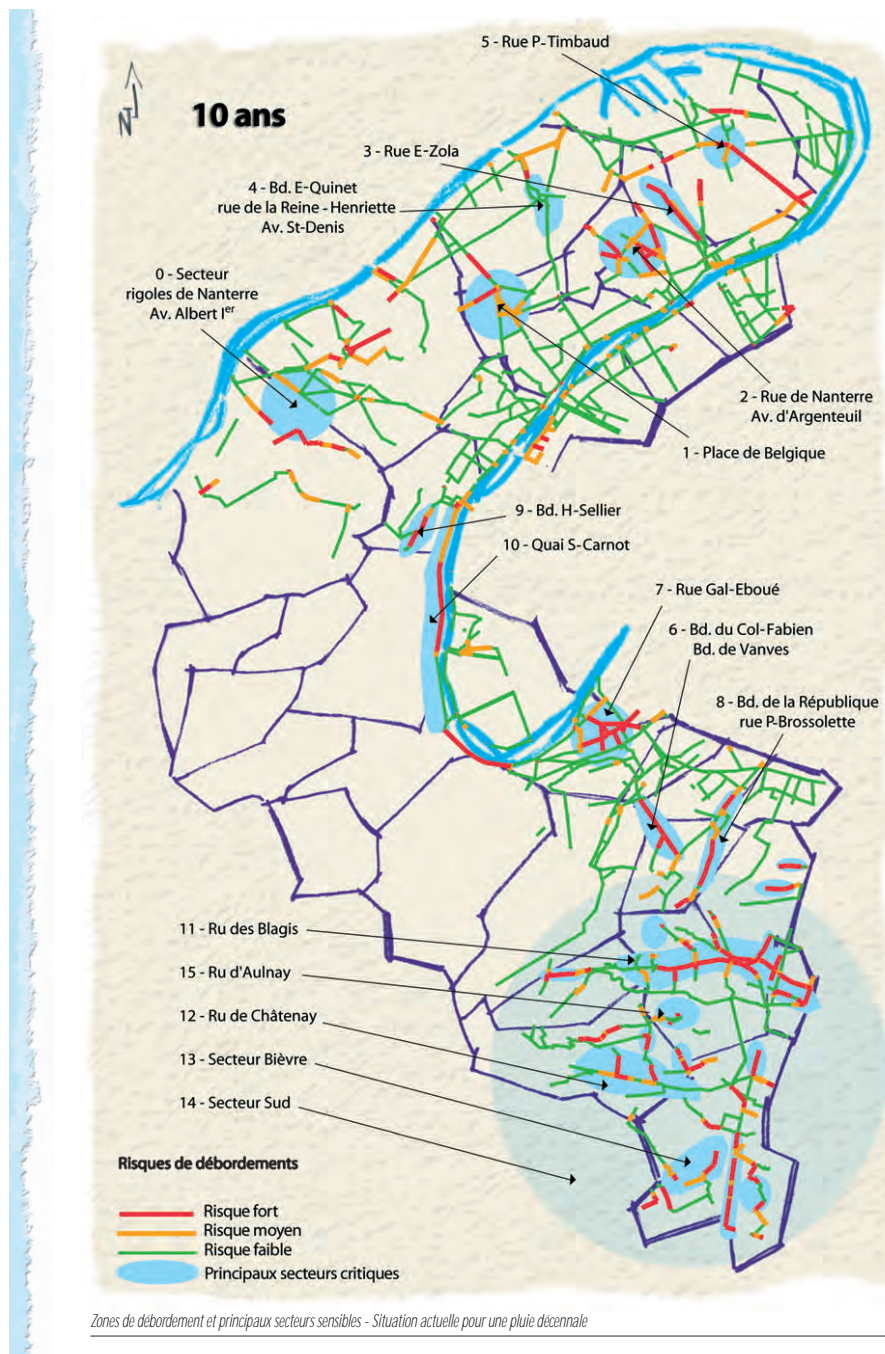 5 - Rue P-Timbaud
N
10 ans
3 - Rue E-Zola
4 - Bd. E-Quinet
rue de la Reine - Henriette
Av. St-Denis
0 - Secteur
rigoles de Nanterre
Av. Albert Ier
2 - Rue de Nanterre
Av. d'Argenteuil
1 - Place de Belgique
9 - Bd. H-Sellier
10 - Quai S-Carnot
7 - Rue Gal-Eboué
6 - Bd. du Col-Fabien
Bd. de Vanves
8 - Bd. de la République
rue P-Brossolette
11 - Ru des Blagis
15 - Ru d'Aulnay
12 - Ru de Châtenay
13 - Secteur Bièvre
14 - Secteur Sud
Risques de débordements
Risque fort
Risque moyen
Risque faible
Principaux secteurs critiques
Zones de débordement et principaux secteurs sensibles - Situation actuelle pour une pluie décennale